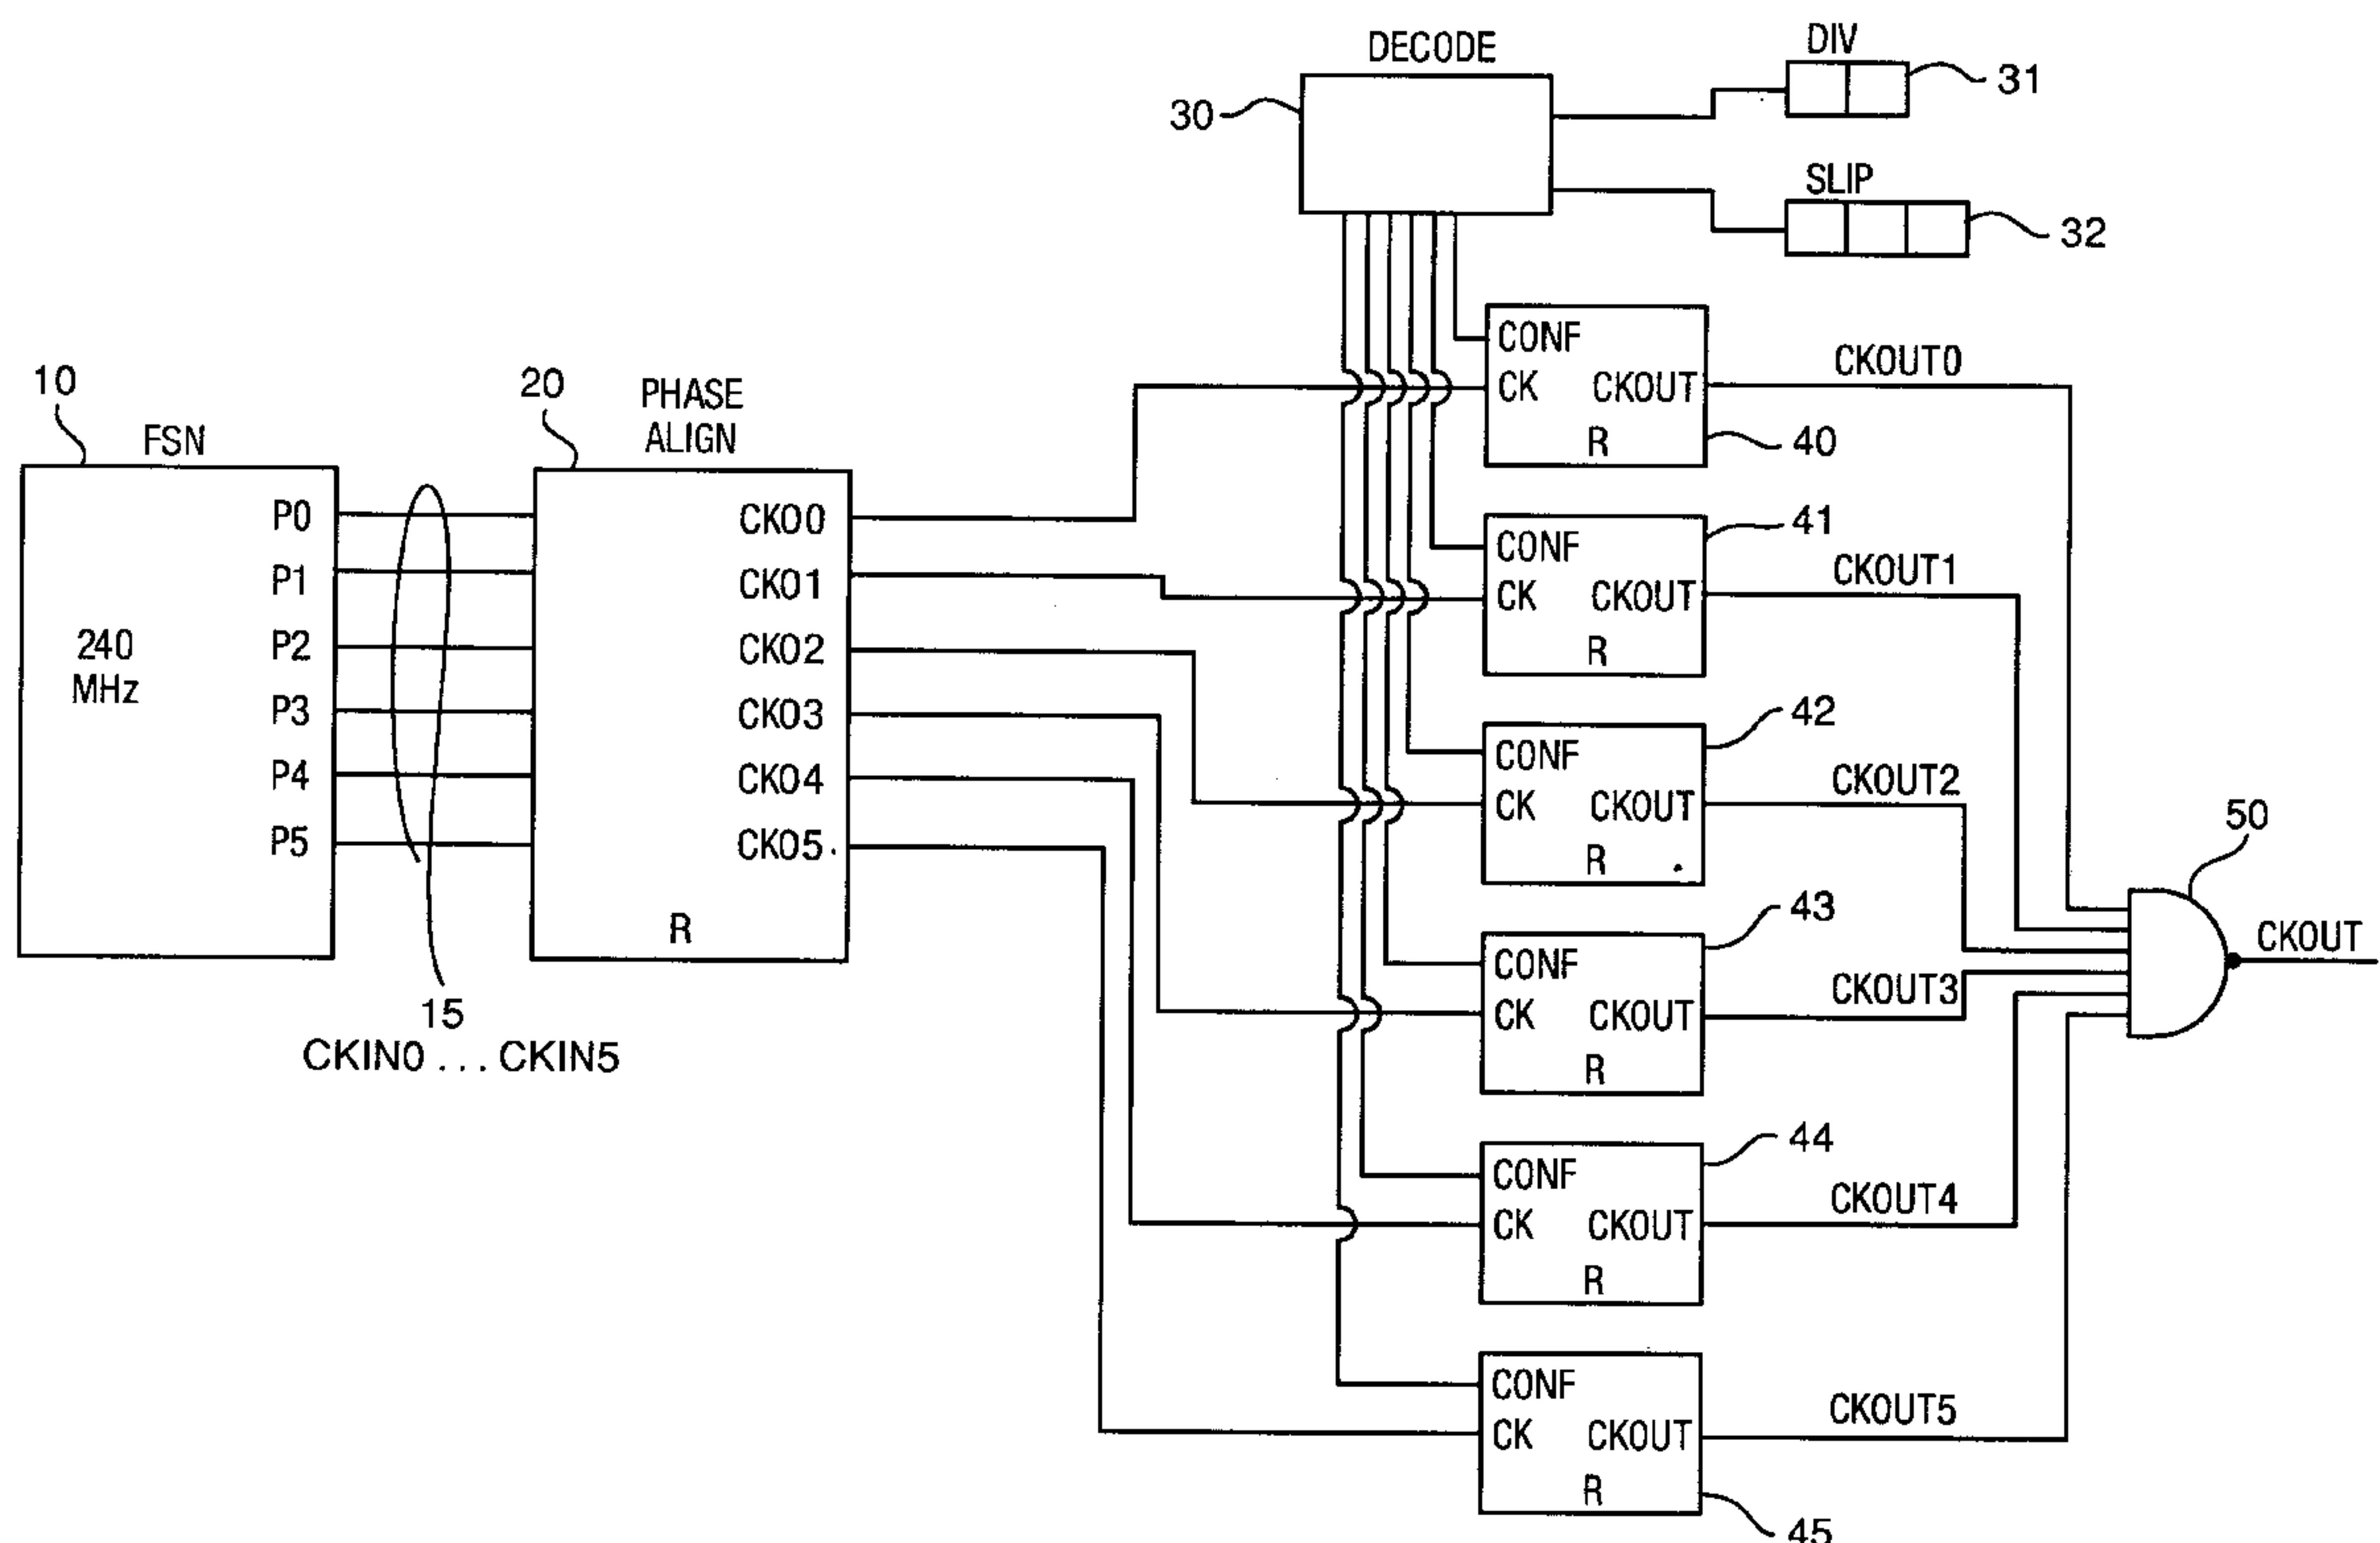 DECODE
DIV
31
30
SLIP
32
10
FSN
240
MHz
P0
P1
P2
P3
P4
P5
15
CKIN0 ... CKIN5
20
PHASE
ALIGN
CKO0
CKO1
CKO2
CKO3
CKO4
CKO5
R
CONF
CK
CKOUT
R
40
CKOUT0
CONF
CK
CKOUT
R
41
CKOUT1
CONF
CK
CKOUT
R
42
CKOUT2
CONF
CK
CKOUT
R
43
CKOUT3
CONF
CK
CKOUT
R
44
CKOUT4
CONF
CK
CKOUT
R
45
CKOUT5
50
CKOUT